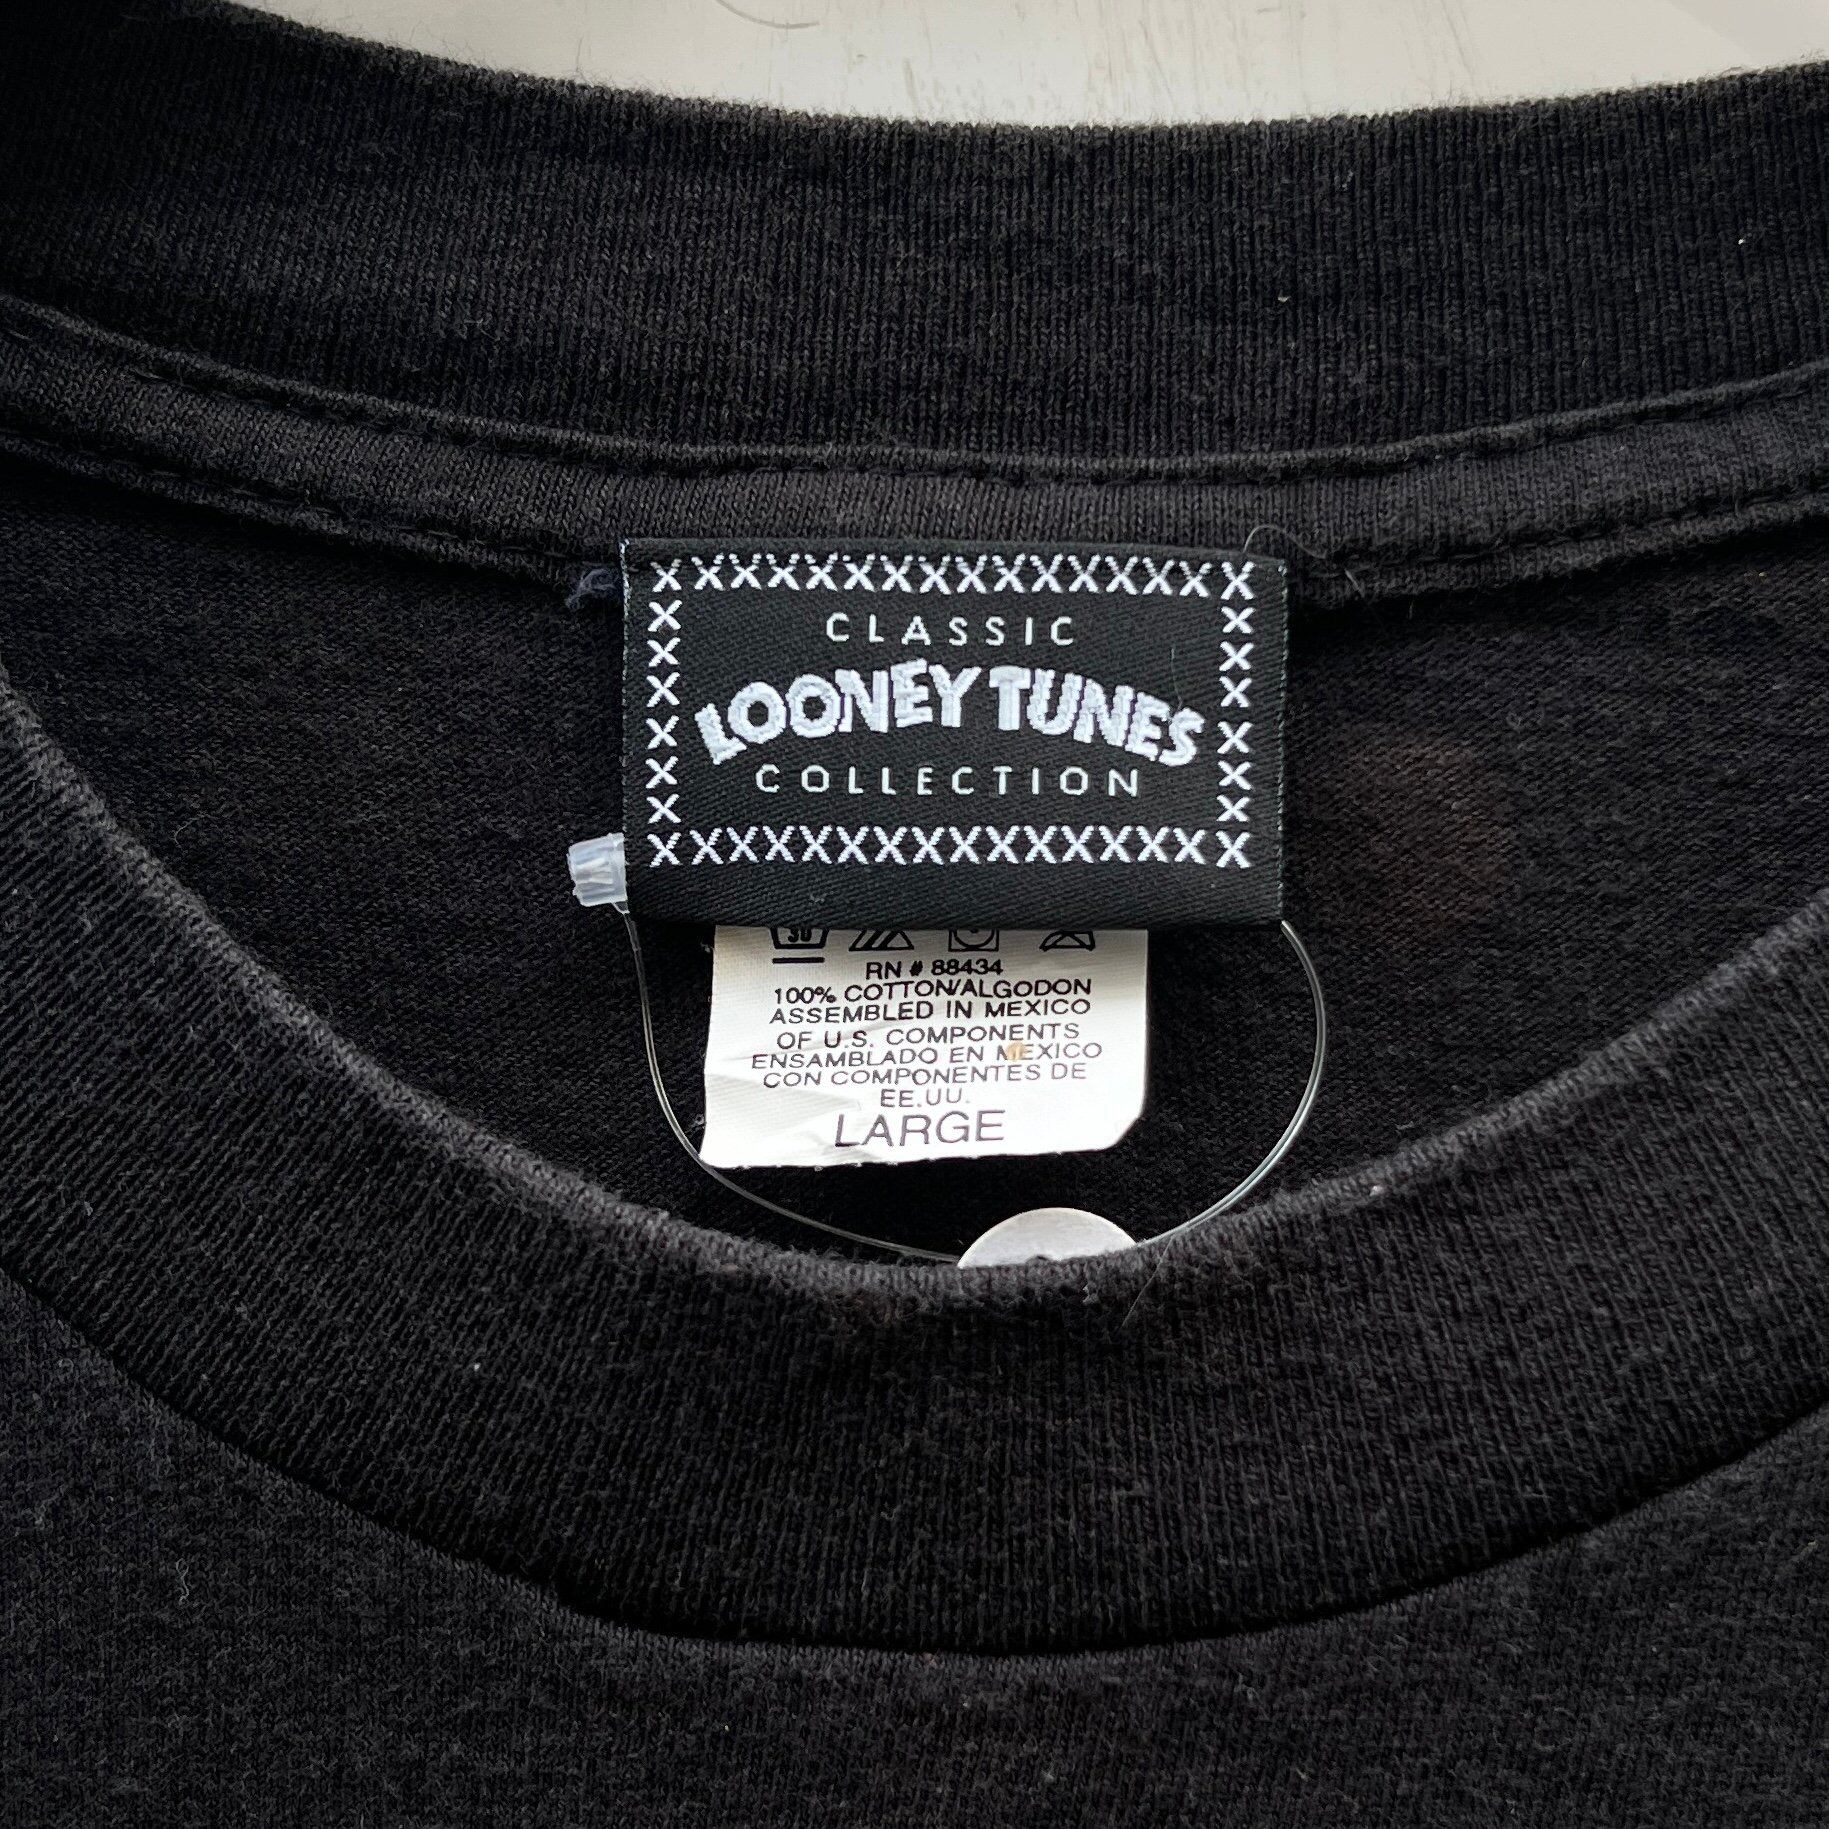 CLASSIC
LOONEY TUNES
COLLECTION
30
RN # 88434
100% COTTON/ALGODON
ASSEMBLED IN MEXICO
OF U.S. COMPONENTS
ENSAMBLADO EN MEXICO
CON COMPONENTES DE
EE.UU.
LARGE